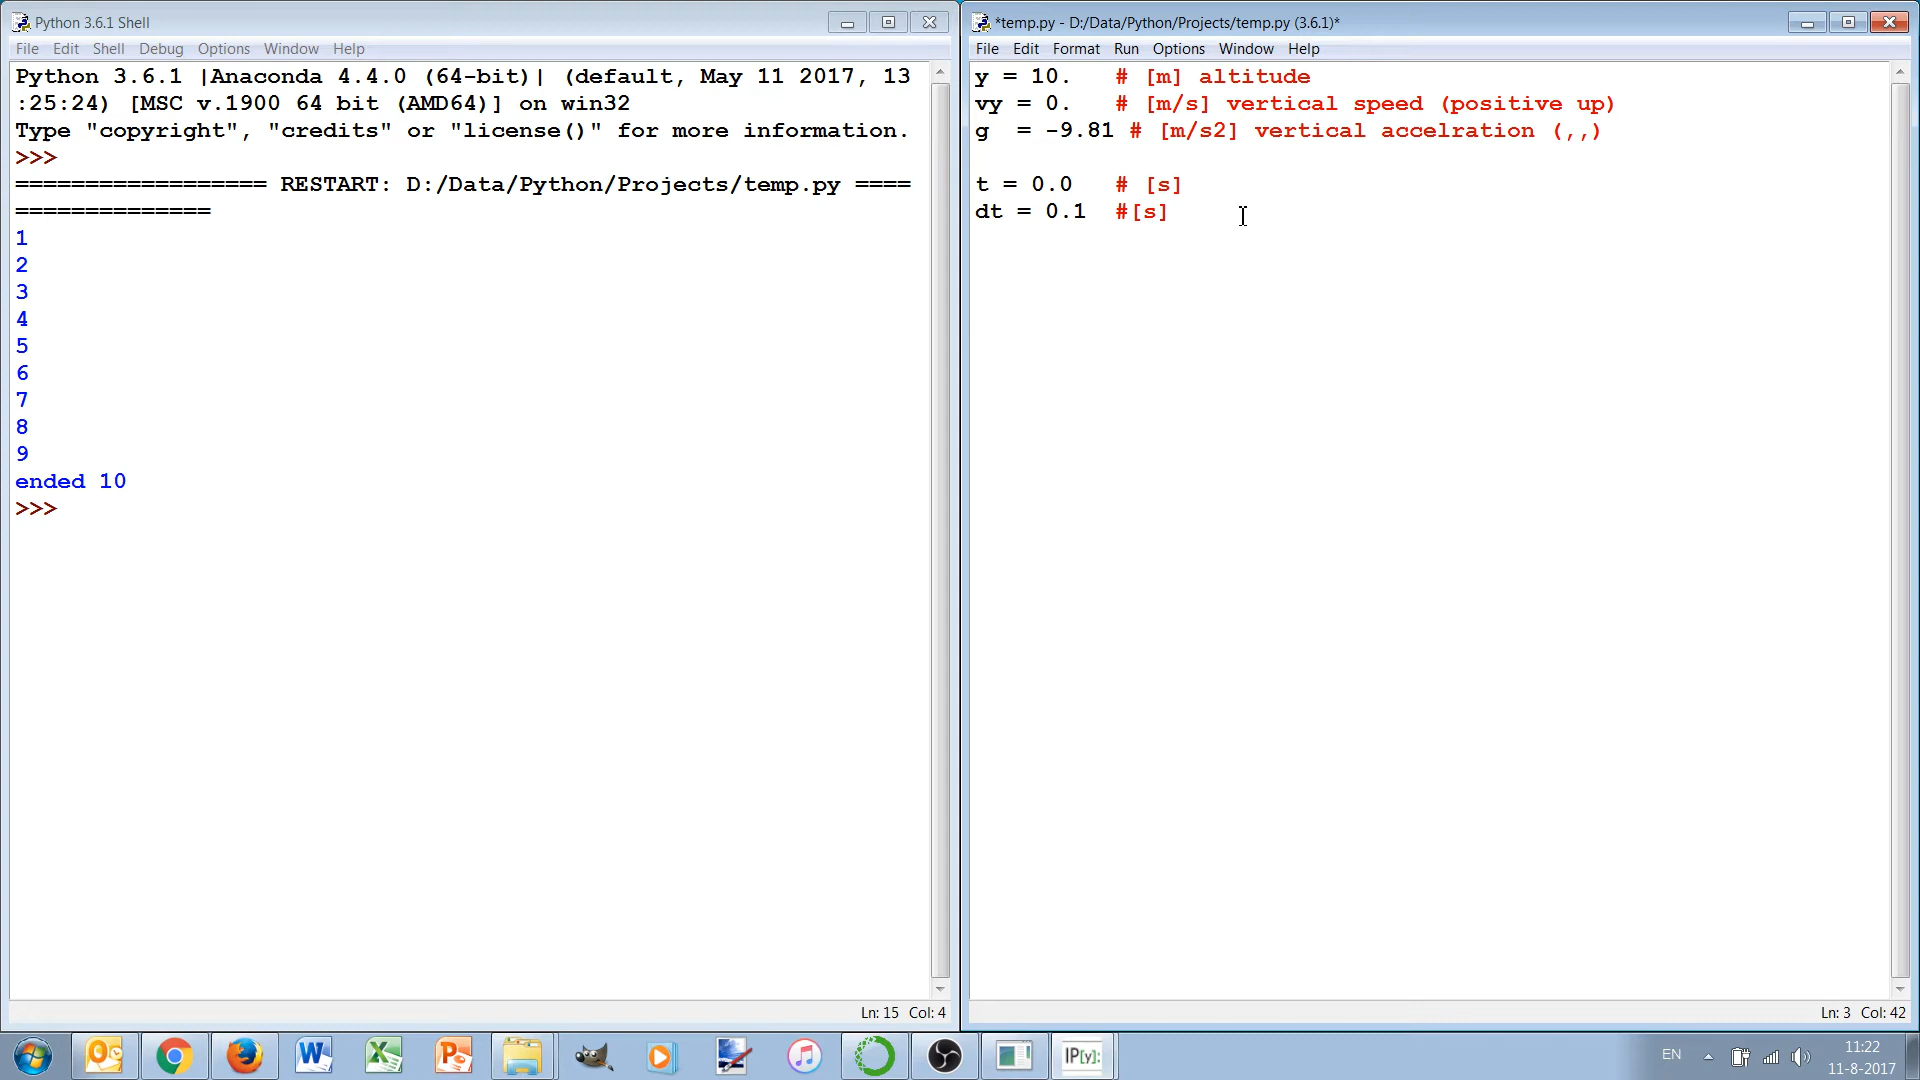 Python 3.6.1 Shell
File Edit Shell Debug Options Window Help
Python 3.6.1 |Anaconda 4.4.0 (64-bit)| (default, May 11 2017, 13
:25:24) [MSC v.1900 64 bit (AMD64)] on win32
Type "copyright", "credits" or "license()" for more information.
>>>
================== RESTART: D:/Data/Python/Projects/temp.py ====
==============
1
2
3
4
5
6
7
8
9
ended 10
>>>
Ln: 15 Col: 4
*temp.py - D:/Data/Python/Projects/temp.py (3.6.1)*
File Edit Format Run Options Window Help
y = 10.   # [m] altitude
vy = 0.   # [m/s] vertical speed (positive up)
g  = -9.81 # [m/s2] vertical accelration (,,)
t = 0.0   # [s]
dt = 0.1  #[s]
Ln: 3 Col: 42
IP[y]:
EN
11:22
11-8-2017